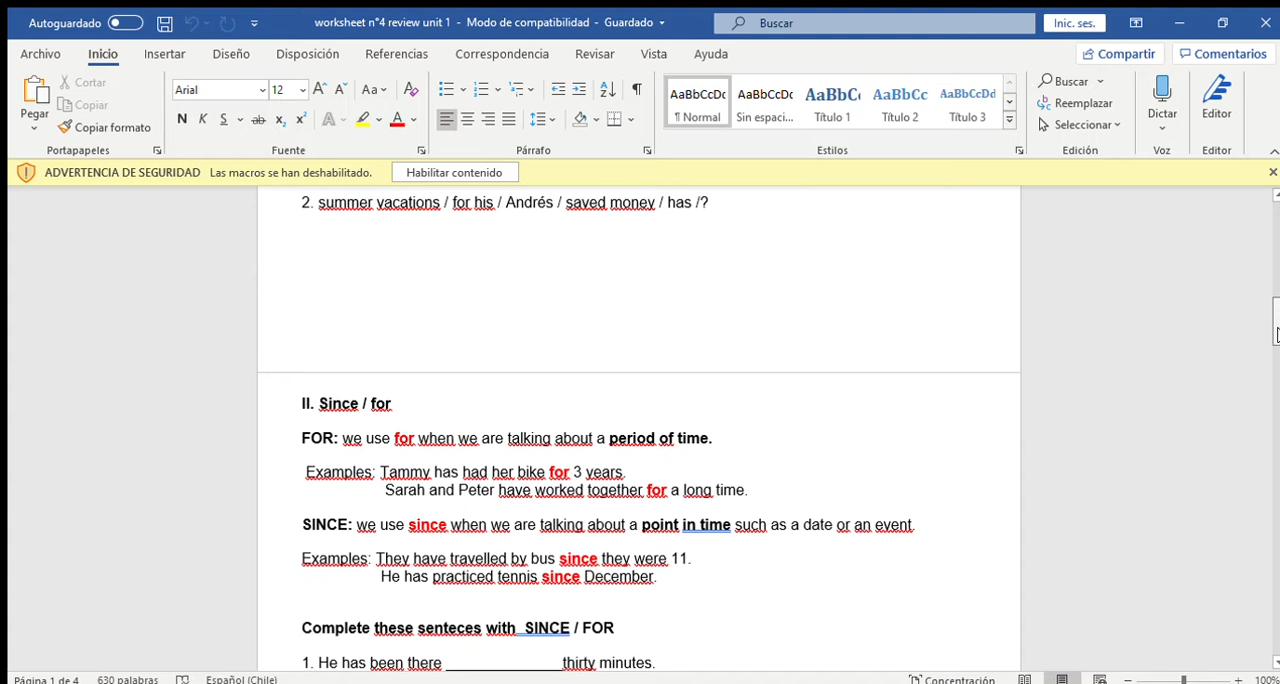 Autoguardado
worksheet n°4 review unit 1 - Modo de compatibilidad - Guardado
Buscar
Inic. ses.
Archivo Inicio Insertar Diseño Disposición Referencias Correspondencia Revisar Vista Ayuda
Compartir Comentarios
Pegar
Cortar
Copiar
Copiar formato
Portapapeles
Arial 12
Aa
N K S ab x₂ x² A A
Fuente
Párrafo
AaBbCcDc AaBbCcDc AaBbCc AaBbCc AaBbCcDd
¶ Normal Sin espaci... Título 1 Título 2 Título 3
Estilos
Buscar
Reemplazar
Seleccionar
Edición
Dictar
Voz
Editor
Editor
ADVERTENCIA DE SEGURIDAD Las macros se han deshabilitado. Habilitar contenido
2. summer vacations / for his / Andrés / saved money / has /?
II. Since / for
FOR: we use for when we are talking about a period of time.
Examples: Tammy has had her bike for 3 years.
Sarah and Peter have worked together for a long time.
SINCE: we use since when we are talking about a point in time such as a date or an event.
Examples: They have travelled by bus since they were 11.
He has practiced tennis since December.
Complete these senteces with SINCE / FOR
1. He has been there ______________thirty minutes.
Página 1 de 4 630 palabras Español (Chile) Concentración 100%